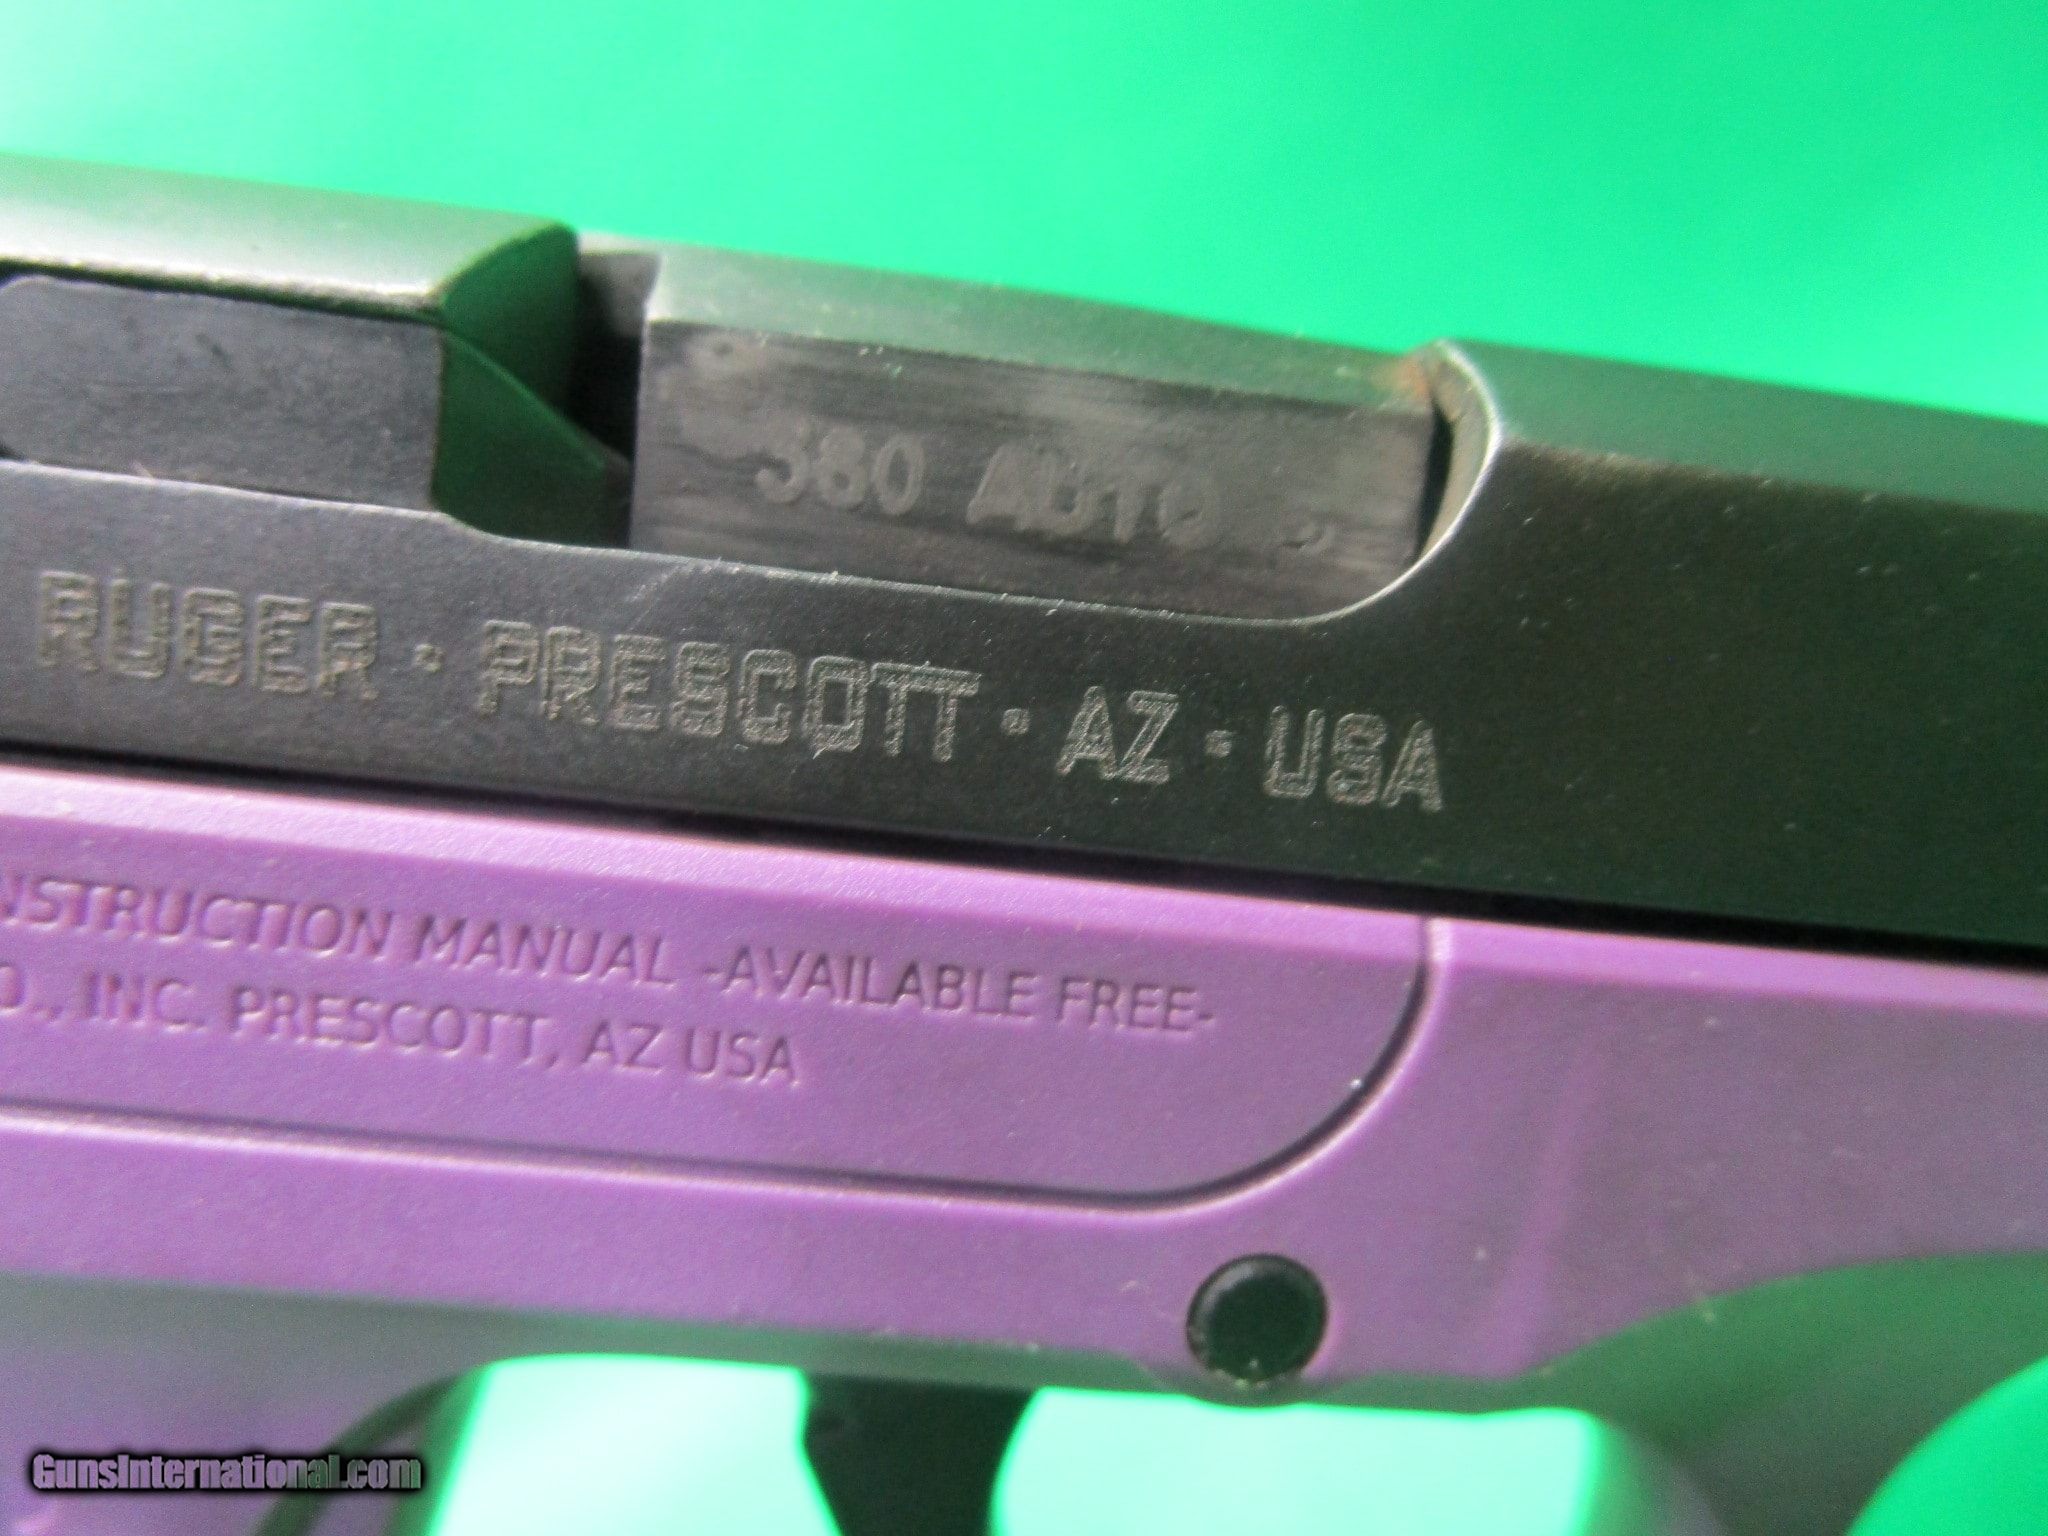 380 AUTO
RUGER · PRESCOTT · AZ · USA
NSTRUCTION MANUAL -AVAILABLE FREE-
O., INC. PRESCOTT, AZ USA
GunsInternational.com